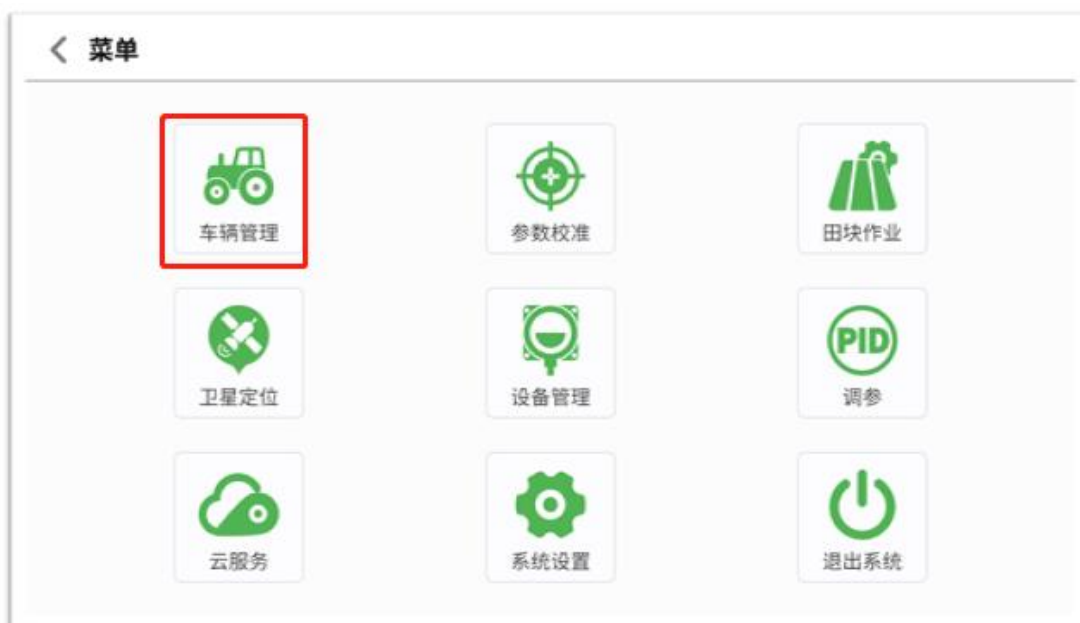 菜单
车辆管理
参数校准
田块作业
卫星定位
设备管理
PID
调参
云服务
系统设置
退出系统